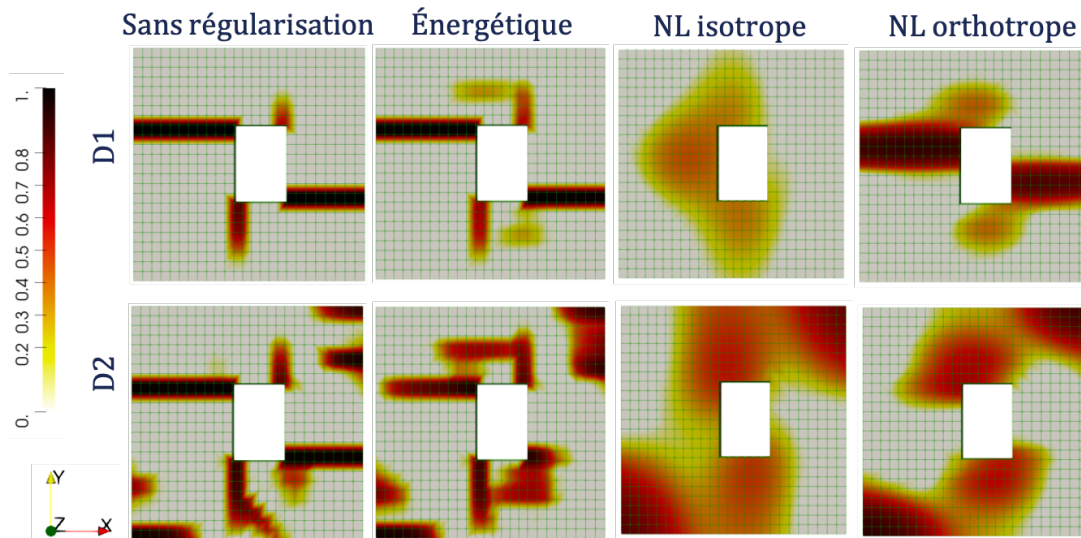 Sans régularisation
Énergétique
NL isotrope
NL orthotrope
D1
1.
0.8
0.7
0.6
0.5
0.4
0.3
0.2
0.
D2
Y
Z
X